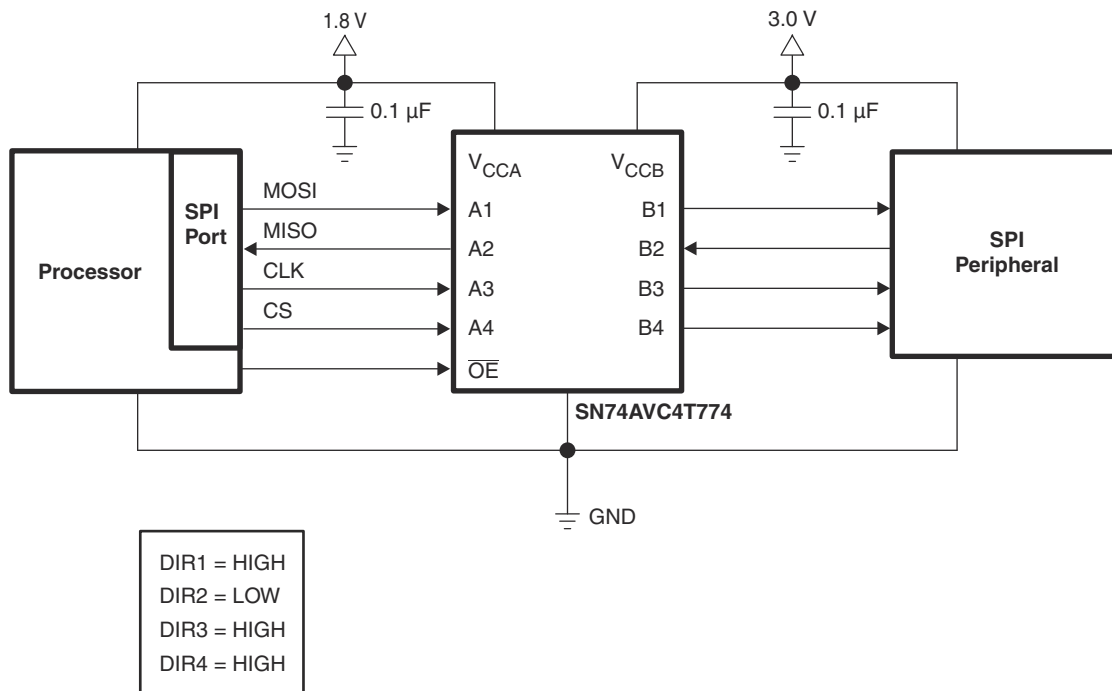 1.8 V
3.0 V
0.1 µF
0.1 µF
Processor
SPI
Port
MOSI
MISO
CLK
CS
VCCA
VCCB
A1
B1
A2
B2
A3
B3
A4
B4
OE
SPI
Peripheral
SN74AVC4T774
GND
DIR1 = HIGH
DIR2 = LOW
DIR3 = HIGH
DIR4 = HIGH